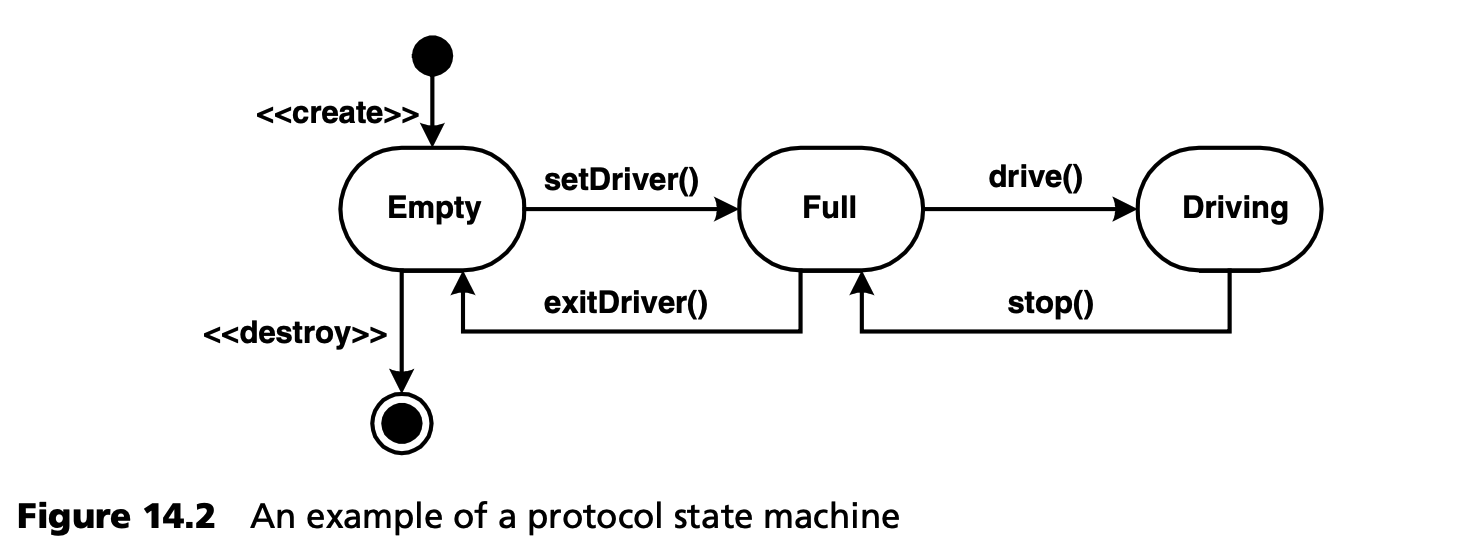 <<create>>
setDriver()
drive()
Empty
Full
Driving
exitDriver()
stop()
<<destroy>>
Figure 14.2 An example of a protocol state machine